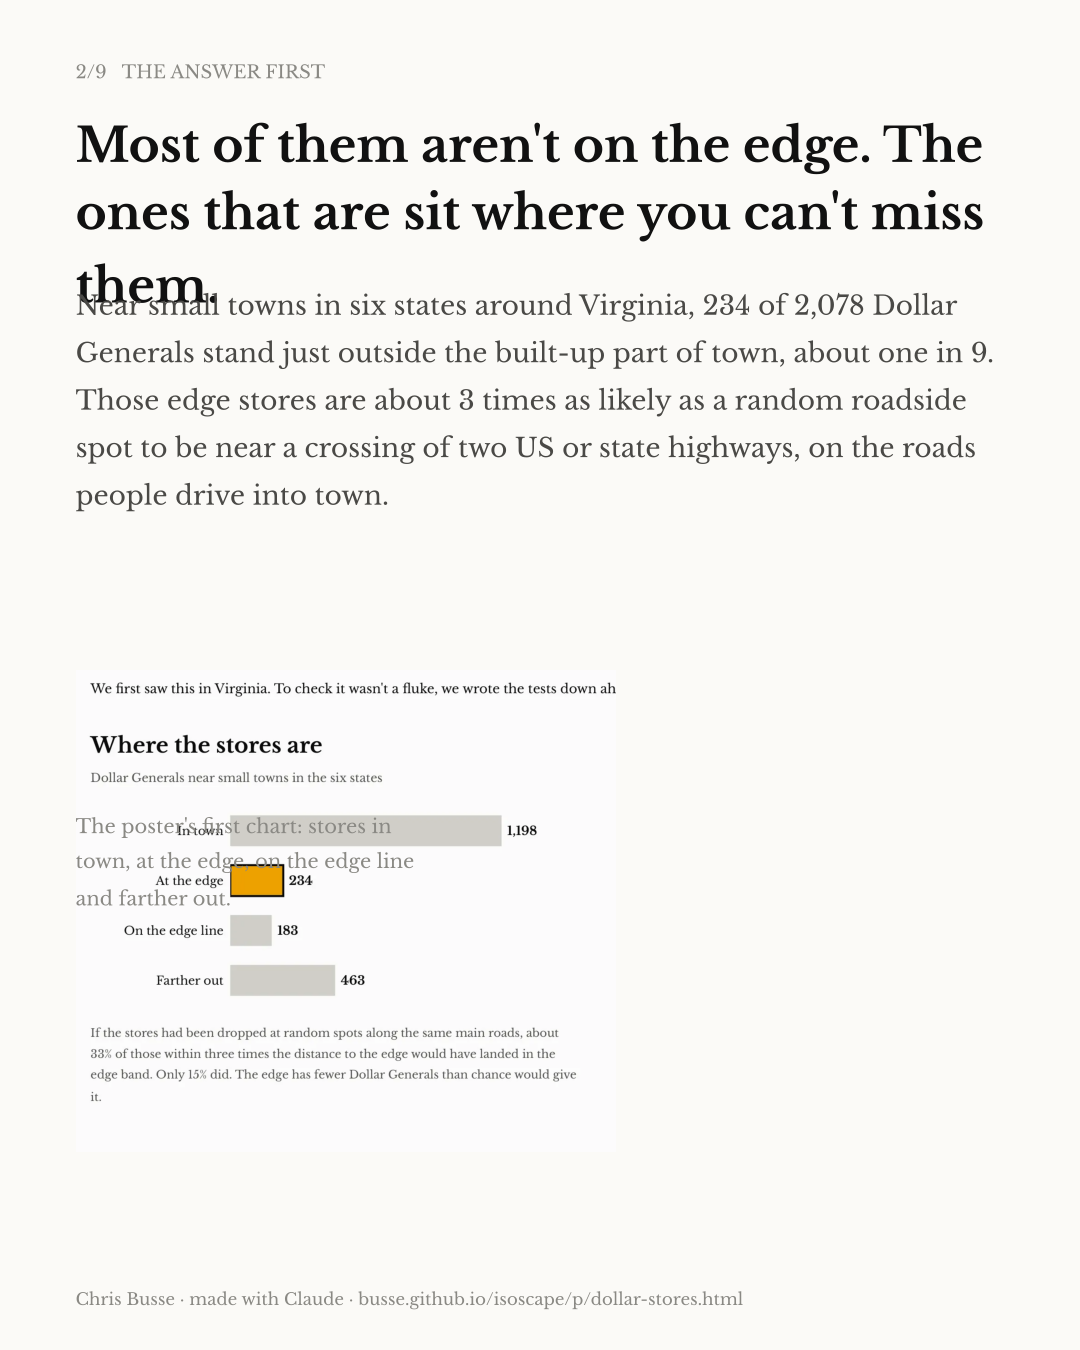 2/9 THE ANSWER FIRST
Most of them aren't on the edge. The
ones that are sit where you can't miss
them.
Near small towns in six states around Virginia, 234 of 2,078 Dollar
Generals stand just outside the built-up part of town, about one in 9.
Those edge stores are about 3 times as likely as a random roadside
spot to be near a crossing of two US or state highways, on the roads
people drive into town.
We first saw this in Virginia. To check it wasn't a fluke, we wrote the tests down ah
Where the stores are
Dollar Generals near small towns in the six states
The poster's first chart: stores in
town, at the edge, on the edge line
and farther out.
In town 1,198
At the edge 234
On the edge line 183
Farther out 463
If the stores had been dropped at random spots along the same main roads, about
33% of those within three times the distance to the edge would have landed in the
edge band. Only 15% did. The edge has fewer Dollar Generals than chance would give
it.
Chris Busse · made with Claude · busse.github.io/isoscape/p/dollar-stores.html